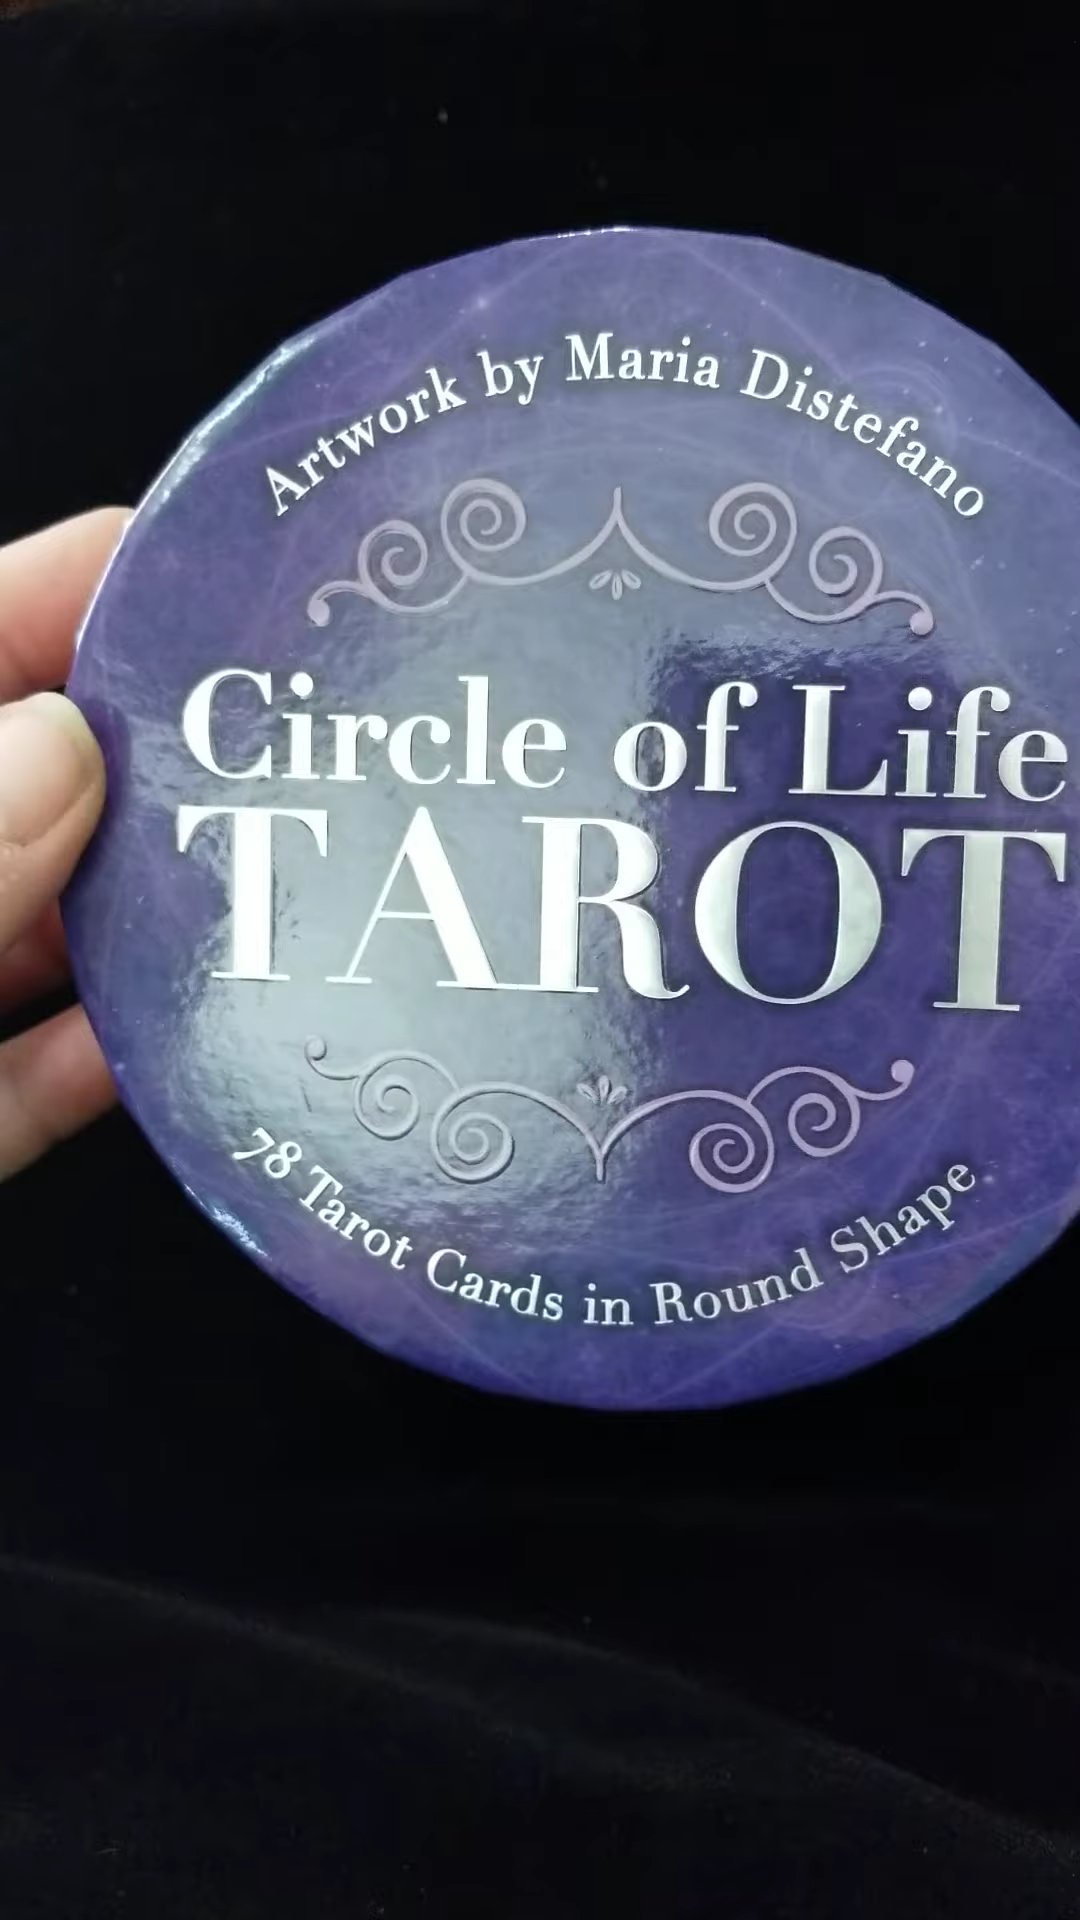 Artwork by Maria Distefano
Circle of Life
TAROT
78 Tarot Cards in Round Shape